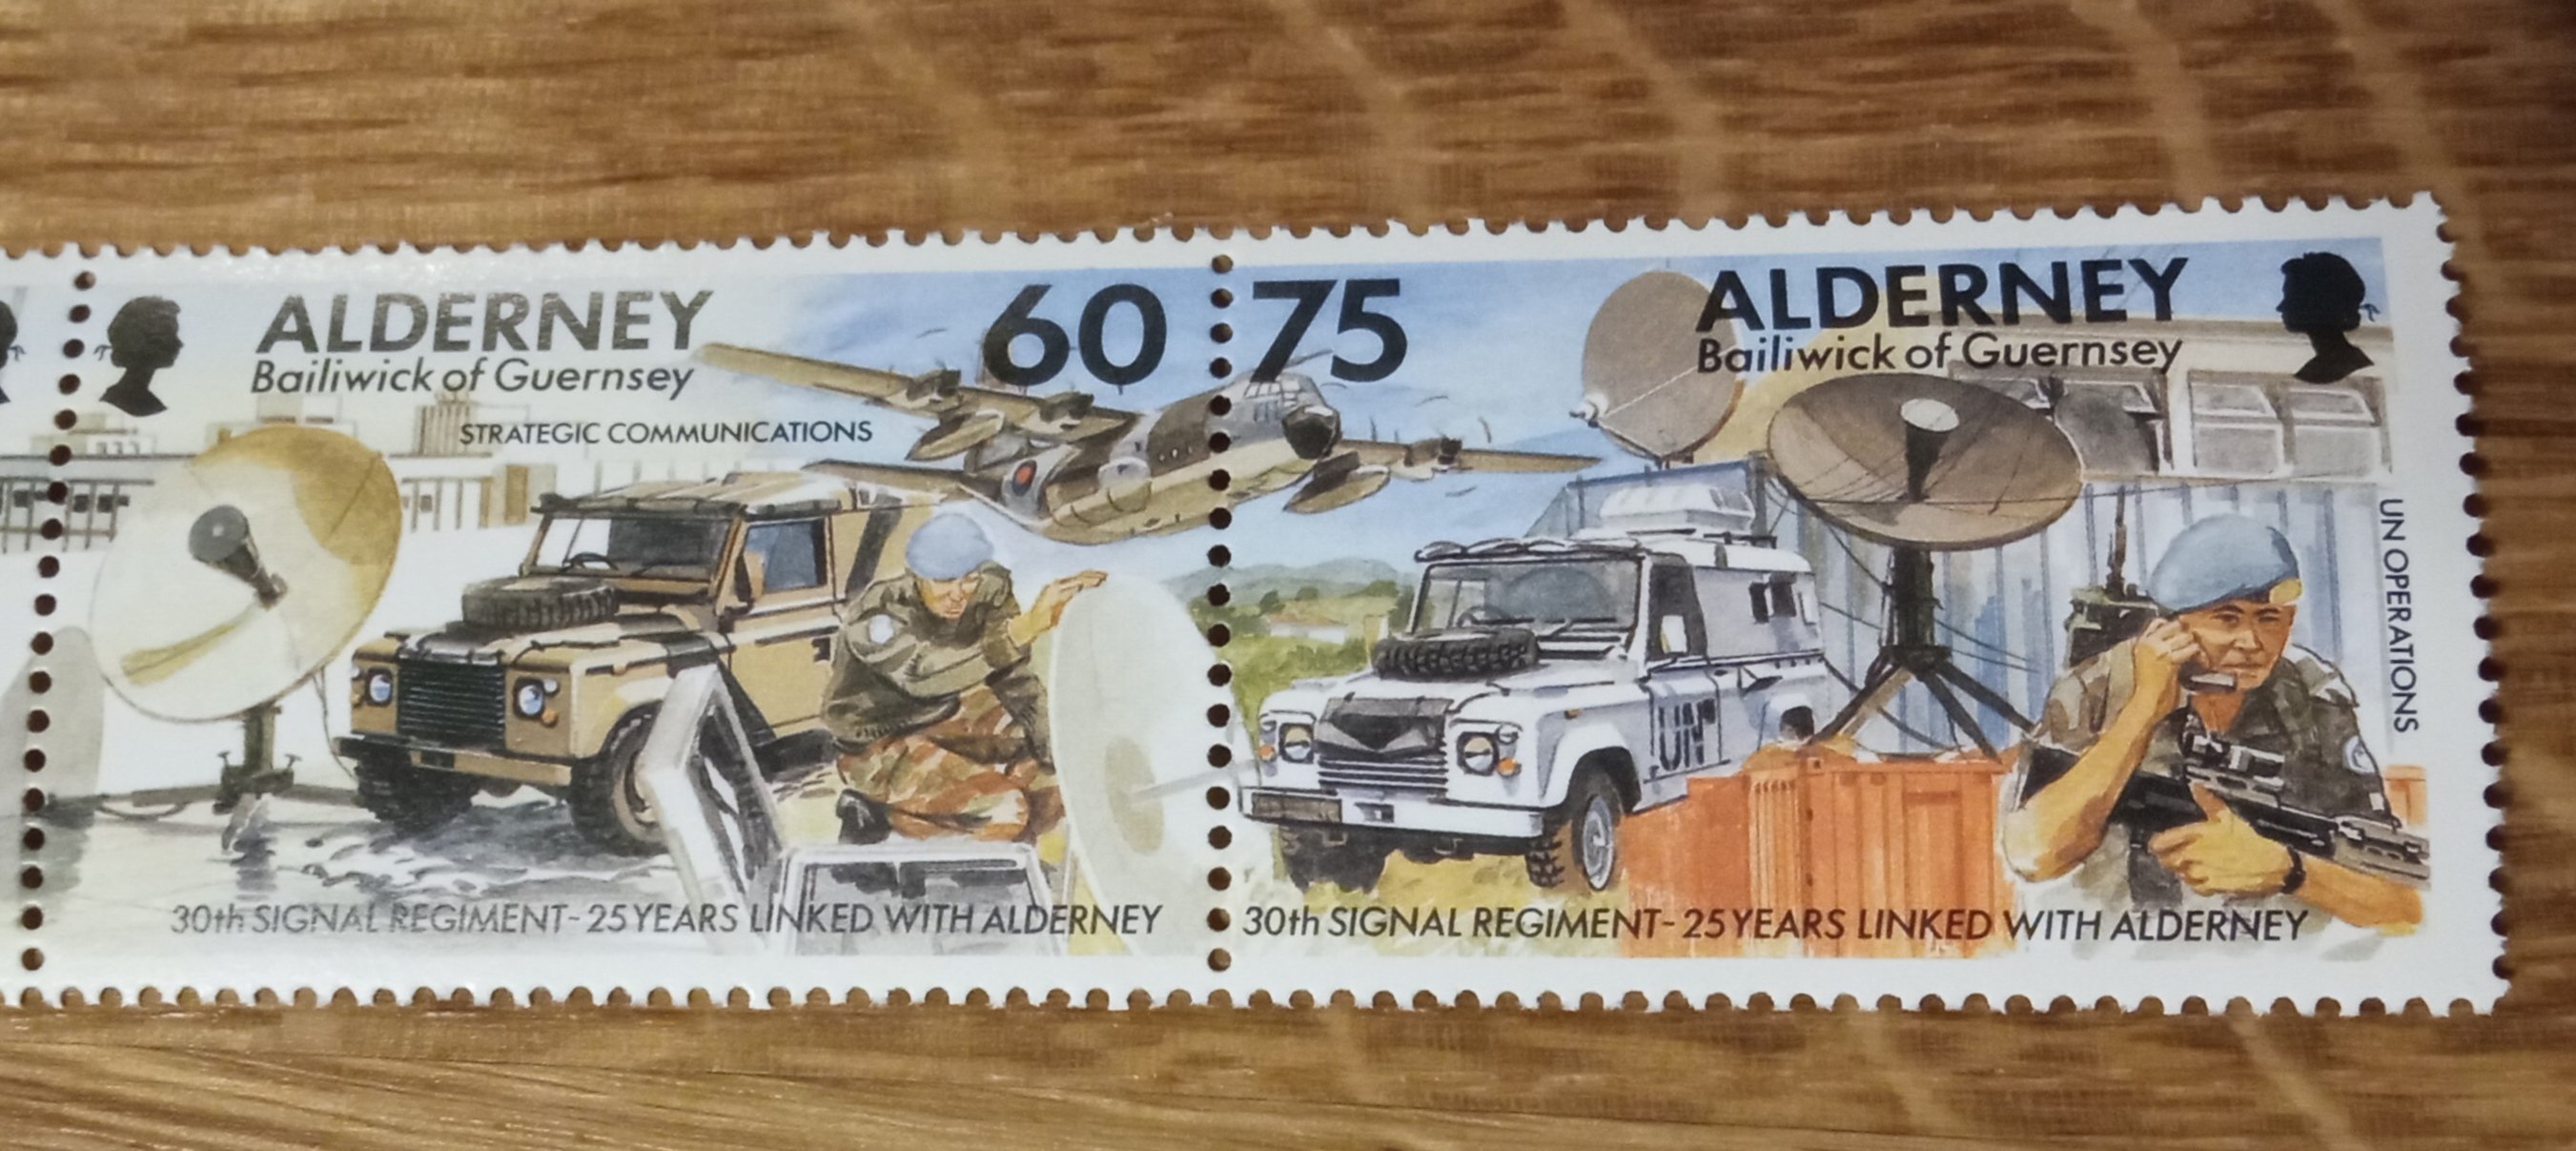 ALDERNEY
Bailiwick of Guernsey
60
STRATEGIC COMMUNICATIONS
30th SIGNAL REGIMENT-25 YEARS LINKED WITH ALDERNEY
75
ALDERNEY
Bailiwick of Guernsey
UN OPERATIONS
UN
30th SIGNAL REGIMENT-25 YEARS LINKED WITH ALDERNEY